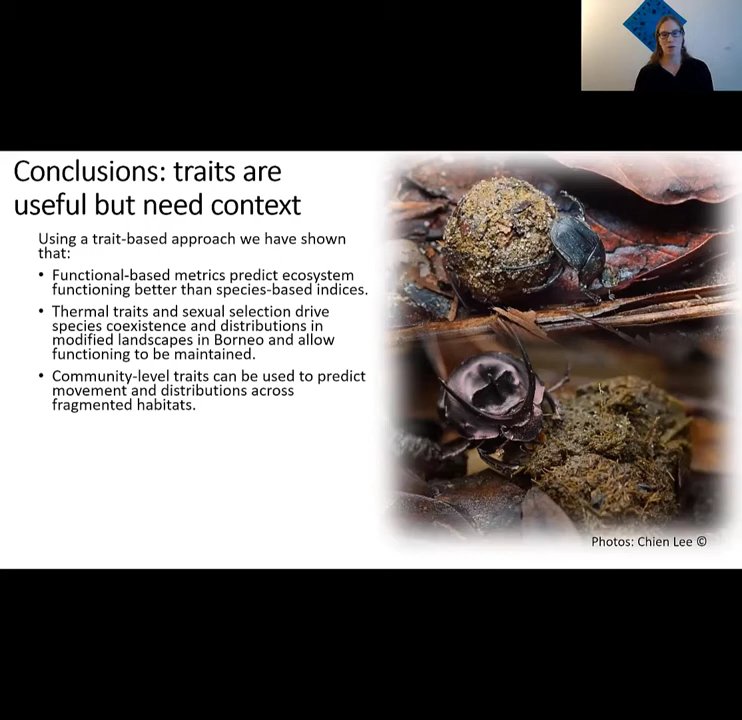 Conclusions: traits are
useful but need context
Using a trait-based approach we have shown
that:
• Functional-based metrics predict ecosystem
functioning better than species-based indices.
• Thermal traits and sexual selection drive
species coexistence and distributions in
modified landscapes in Borneo and allow
functioning to be maintained.
• Community-level traits can be used to predict
movement and distributions across
fragmented habitats.
Photos: Chien Lee ©